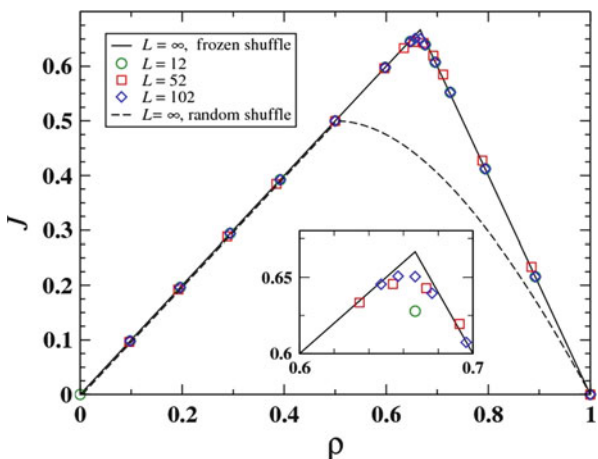 L = ∞, frozen shuffle
L = 12
L = 52
L = 102
L = ∞, random shuffle
0.6
0.5
0.4
0.3
0.2
0.1
0
J
0.65
0.6
0.6 0.7
0 0.2 0.4 0.6 0.8 1
ρ